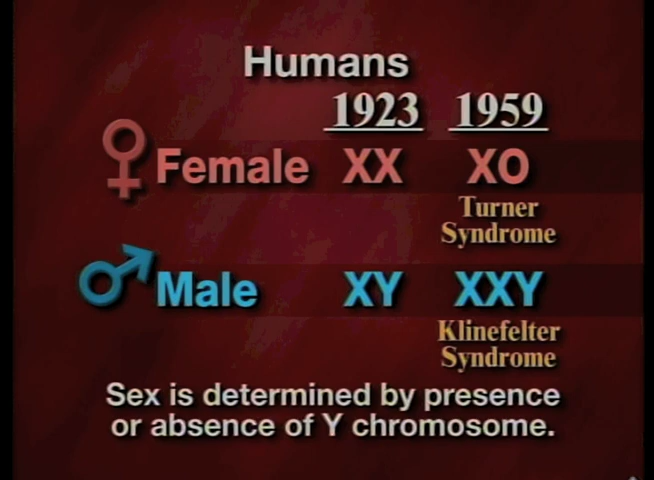 Humans
1923 1959
Female XX XO
Turner
Syndrome
Male XY XXY
Klinefelter
Syndrome
Sex is determined by presence
or absence of Y chromosome.